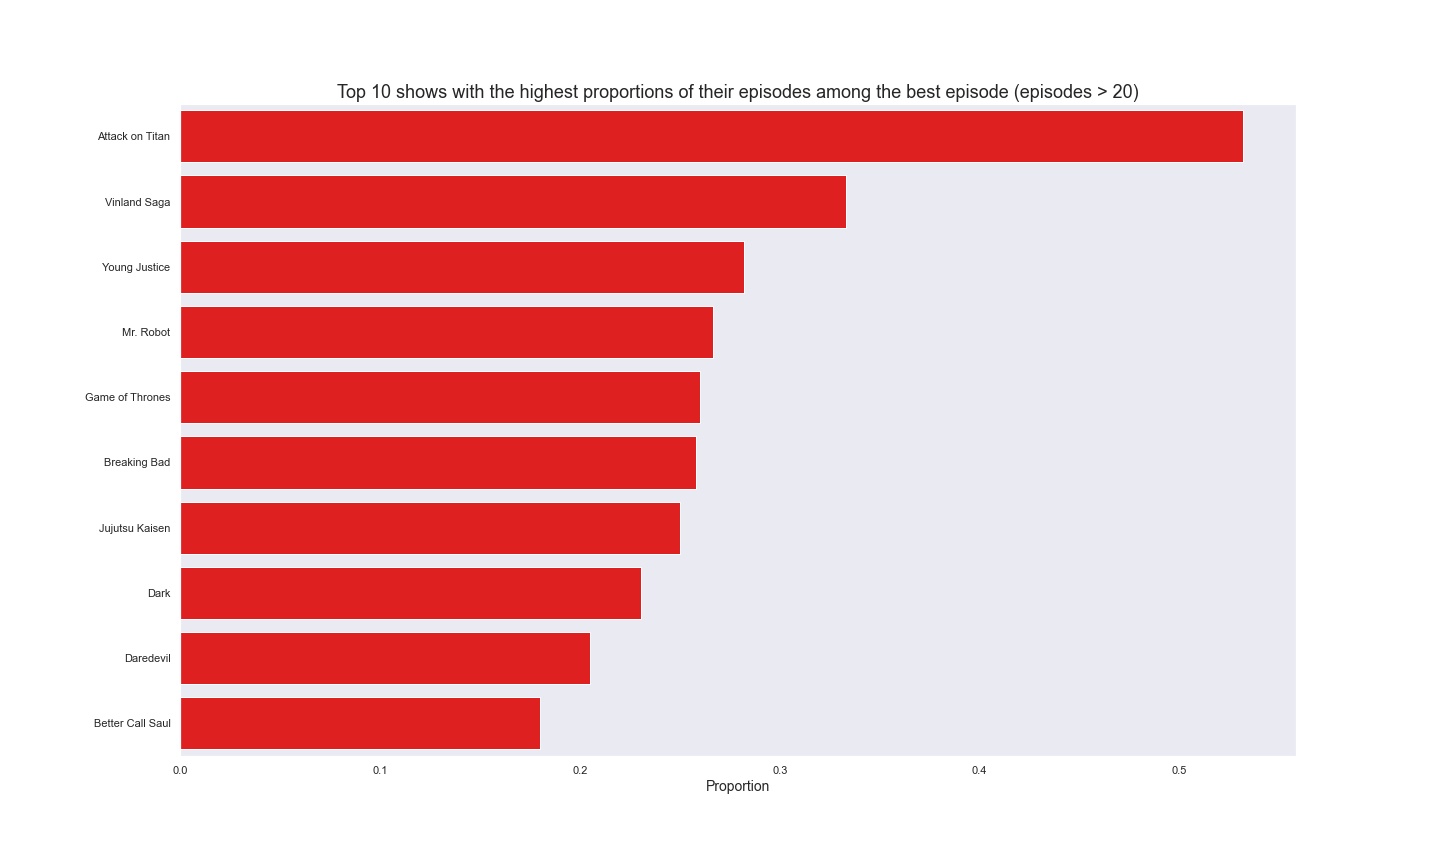 Top 10 shows with the highest proportions of their episodes among the best episode (episodes > 20)
Attack on Titan
Vinland Saga
Young Justice
Mr. Robot
Game of Thrones
Breaking Bad
Jujutsu Kaisen
Dark
Daredevil
Better Call Saul
0.0 0.1 0.2 0.3 0.4 0.5
Proportion